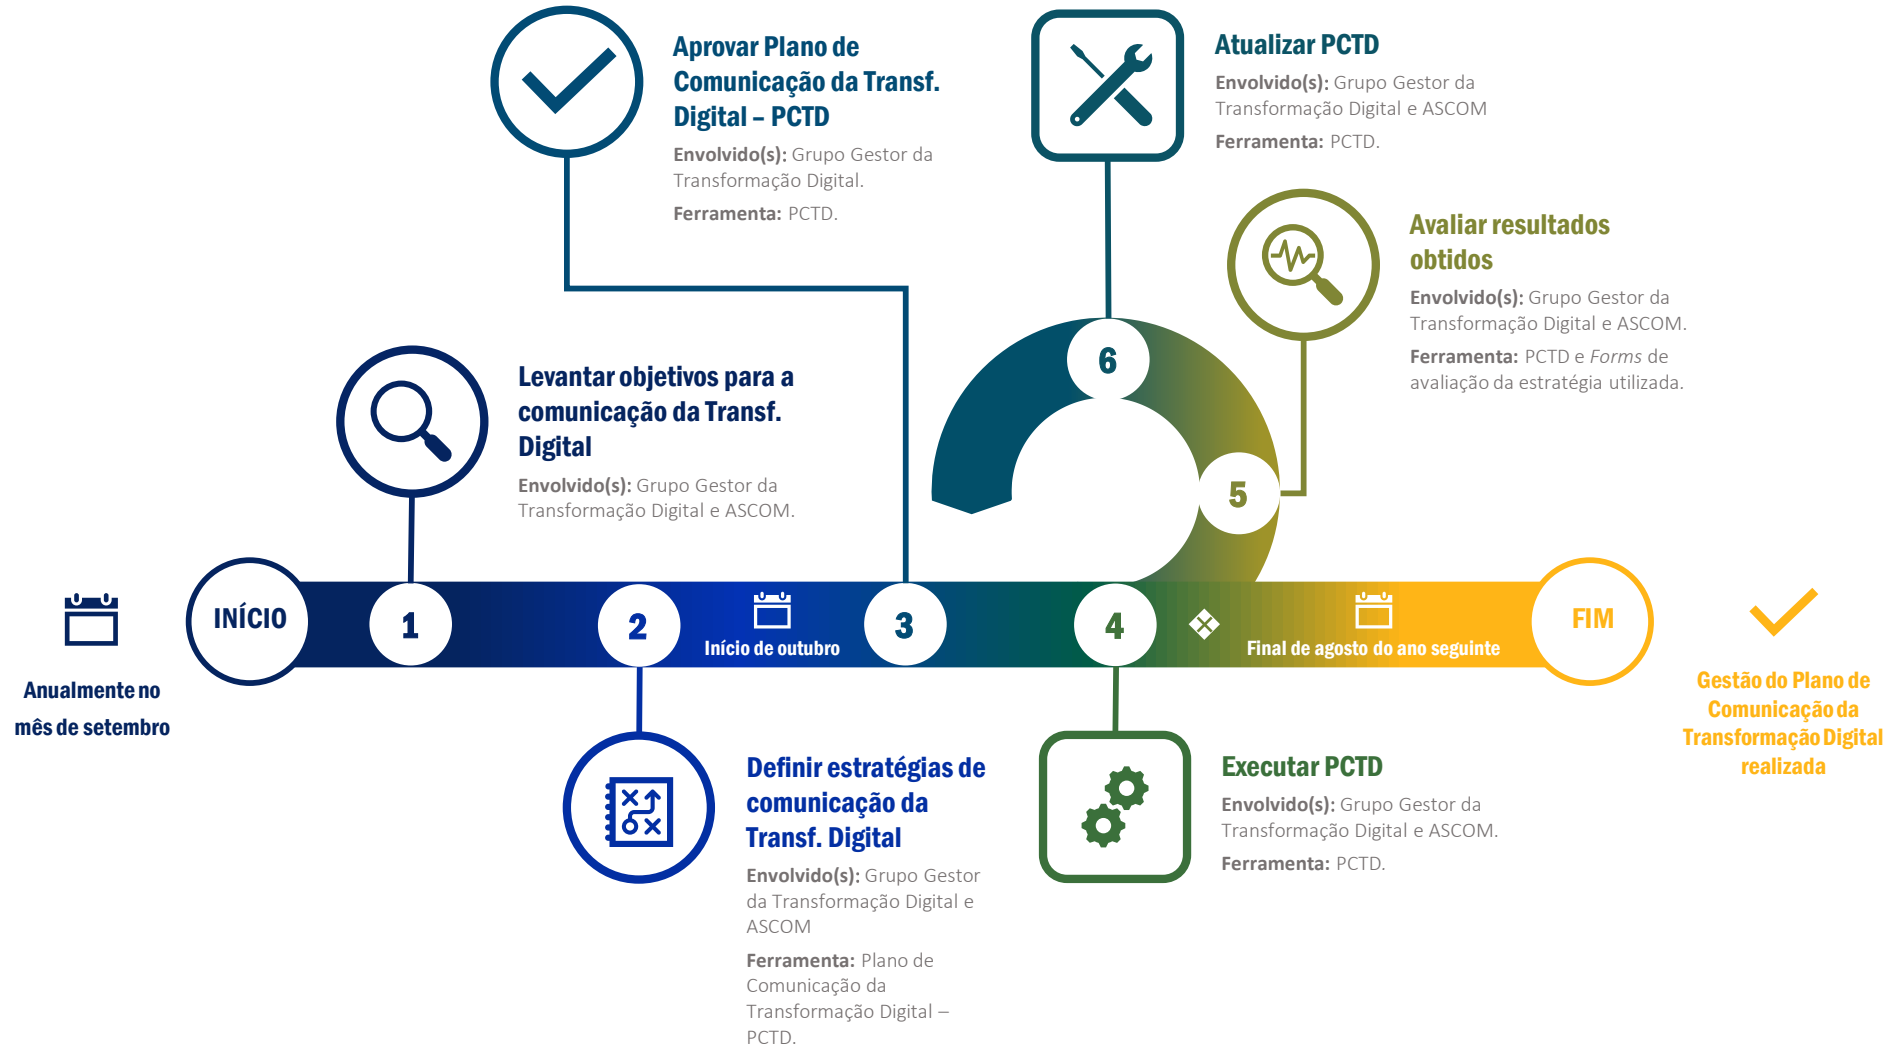 Aprovar Plano de
Comunicação da Transf.
Digital – PCTD
Envolvido(s): Grupo Gestor da
Transformação Digital.
Ferramenta: PCTD.
Atualizar PCTD
Envolvido(s): Grupo Gestor da
Transformação Digital e ASCOM
Ferramenta: PCTD.
Avaliar resultados
obtidos
Envolvido(s): Grupo Gestor da
Transformação Digital e ASCOM.
Ferramenta: PCTD e Forms de
avaliação da estratégia utilizada.
Levantar objetivos para a
comunicação da Transf.
Digital
Envolvido(s): Grupo Gestor da
Transformação Digital e ASCOM.
6
5
Anualmente no
mês de setembro
INÍCIO
1
2
Início de outubro
3
4
Final de agosto do ano seguinte
FIM
Gestão do Plano de
Comunicação da
Transformação Digital
realizada
Definir estratégias de
comunicação da
Transf. Digital
Envolvido(s): Grupo Gestor
da Transformação Digital e
ASCOM
Ferramenta: Plano de
Comunicação da
Transformação Digital –
PCTD.
Executar PCTD
Envolvido(s): Grupo Gestor da
Transformação Digital e ASCOM.
Ferramenta: PCTD.